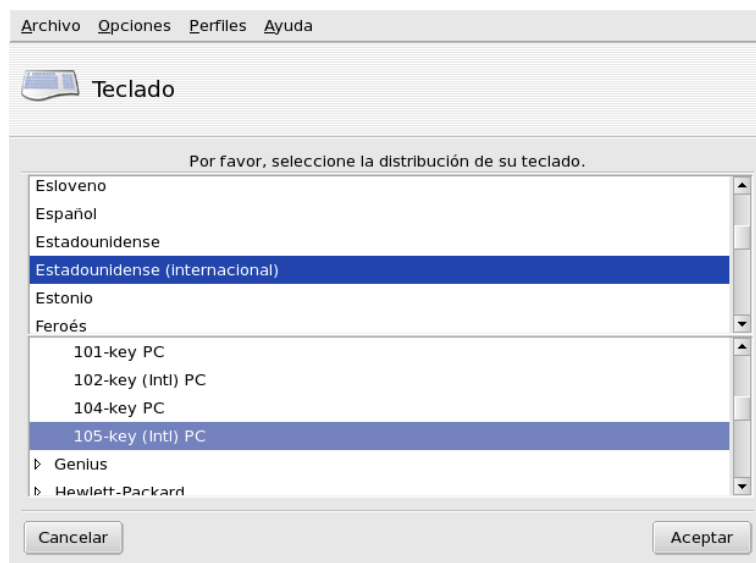 Archivo Opciones Perfiles Ayuda
Teclado
Por favor, seleccione la distribución de su teclado.
Esloveno
Español
Estadounidense
Estadounidense (internacional)
Estonio
Feroés
101-key PC
102-key (Intl) PC
104-key PC
105-key (Intl) PC
Genius
Hewlett-Packard
Cancelar Aceptar